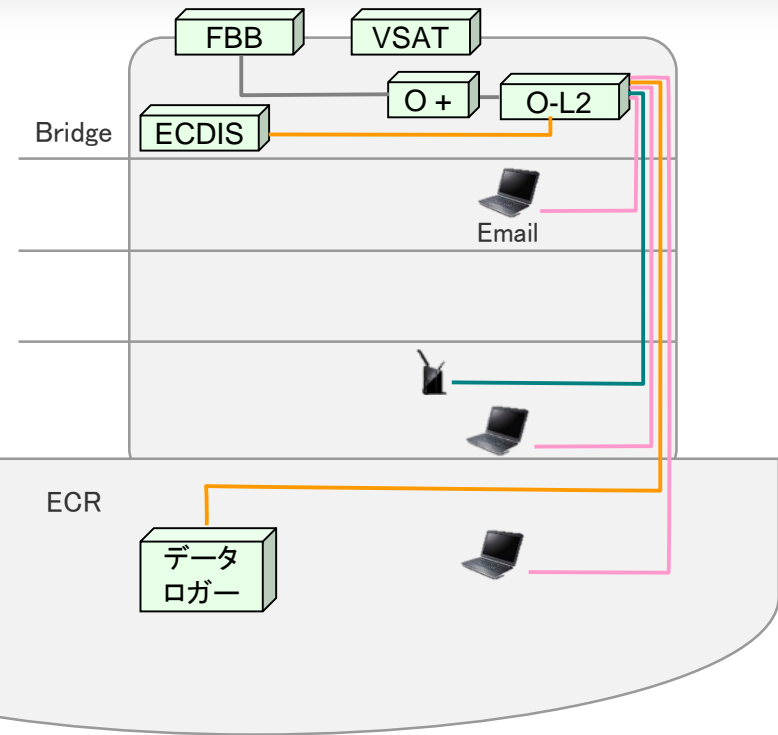 FBB
VSAT
O +
O-L2
Bridge
ECDIS
Email
ECR
データ
ロガー